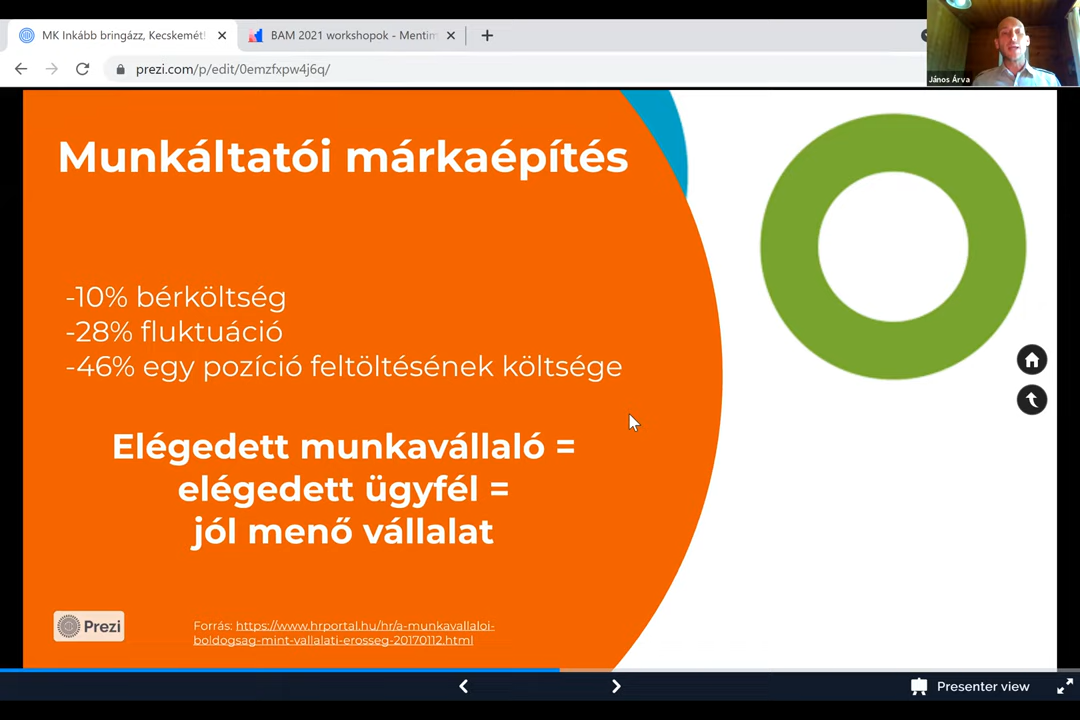 MK Inkább bringázz, Kecskemét!
BAM 2021 workshopok - Mentim
prezi.com/p/edit/0emzfxpw4j6q/
János Árva
Munkáltatói márkaépítés
-10% bérköltség
-28% fluktuáció
-46% egy pozíció feltöltésének költsége
Elégedett munkavállaló =
elégedett ügyfél =
jól menő vállalat
Prezi
Forrás: https://www.hrportal.hu/hr/a-munkavallaloi-
boldogsag-mint-vallalati-erosseg-20170112.html
Presenter view